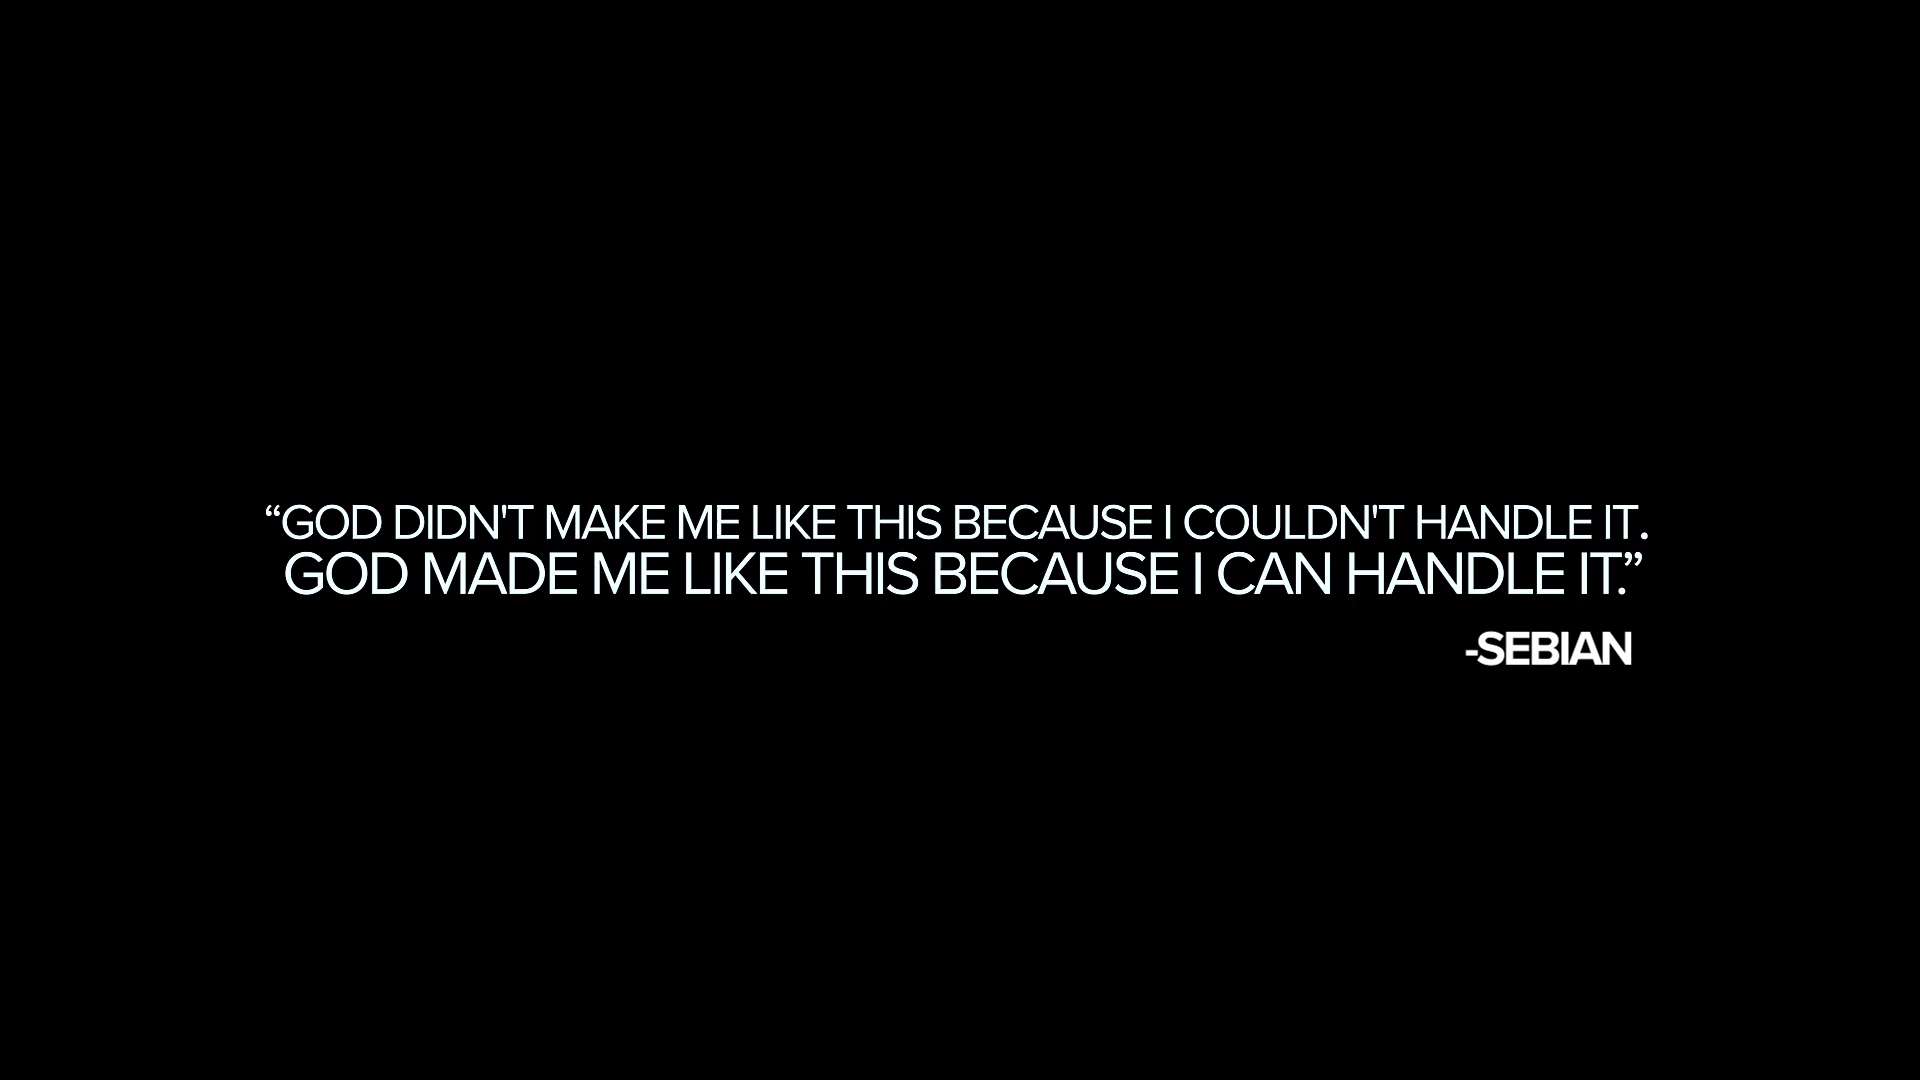 “GOD DIDN'T MAKE ME LIKE THIS BECAUSE I COULDN'T HANDLE IT.
GOD MADE ME LIKE THIS BECAUSE I CAN HANDLE IT.”
-SEBIAN